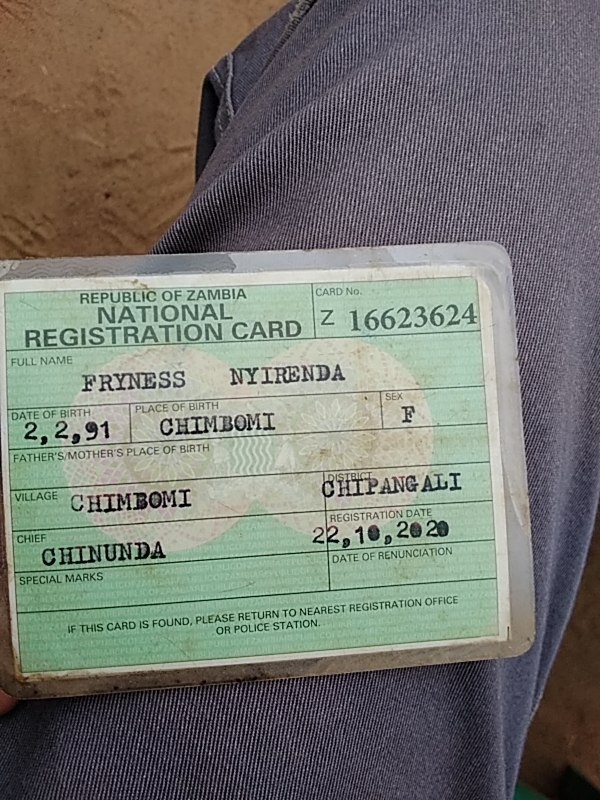 REPUBLIC OF ZAMBIA
NATIONAL
REGISTRATION CARD
CARD No.
Z 16623624
FULL NAME
FRYNESS NYIRENDA
DATE OF BIRTH
2,2,91
PLACE OF BIRTH
CHIMBOMI
SEX
F
FATHER'S/MOTHER'S PLACE OF BIRTH
VILLAGE CHIMBOMI
DISTRICT
CHIPANGALI
CHIEF
CHINUNDA
REGISTRATION DATE
22,10,2020
SPECIAL MARKS
DATE OF RENUNCIATION
IF THIS CARD IS FOUND, PLEASE RETURN TO NEAREST REGISTRATION OFFICE
OR POLICE STATION.